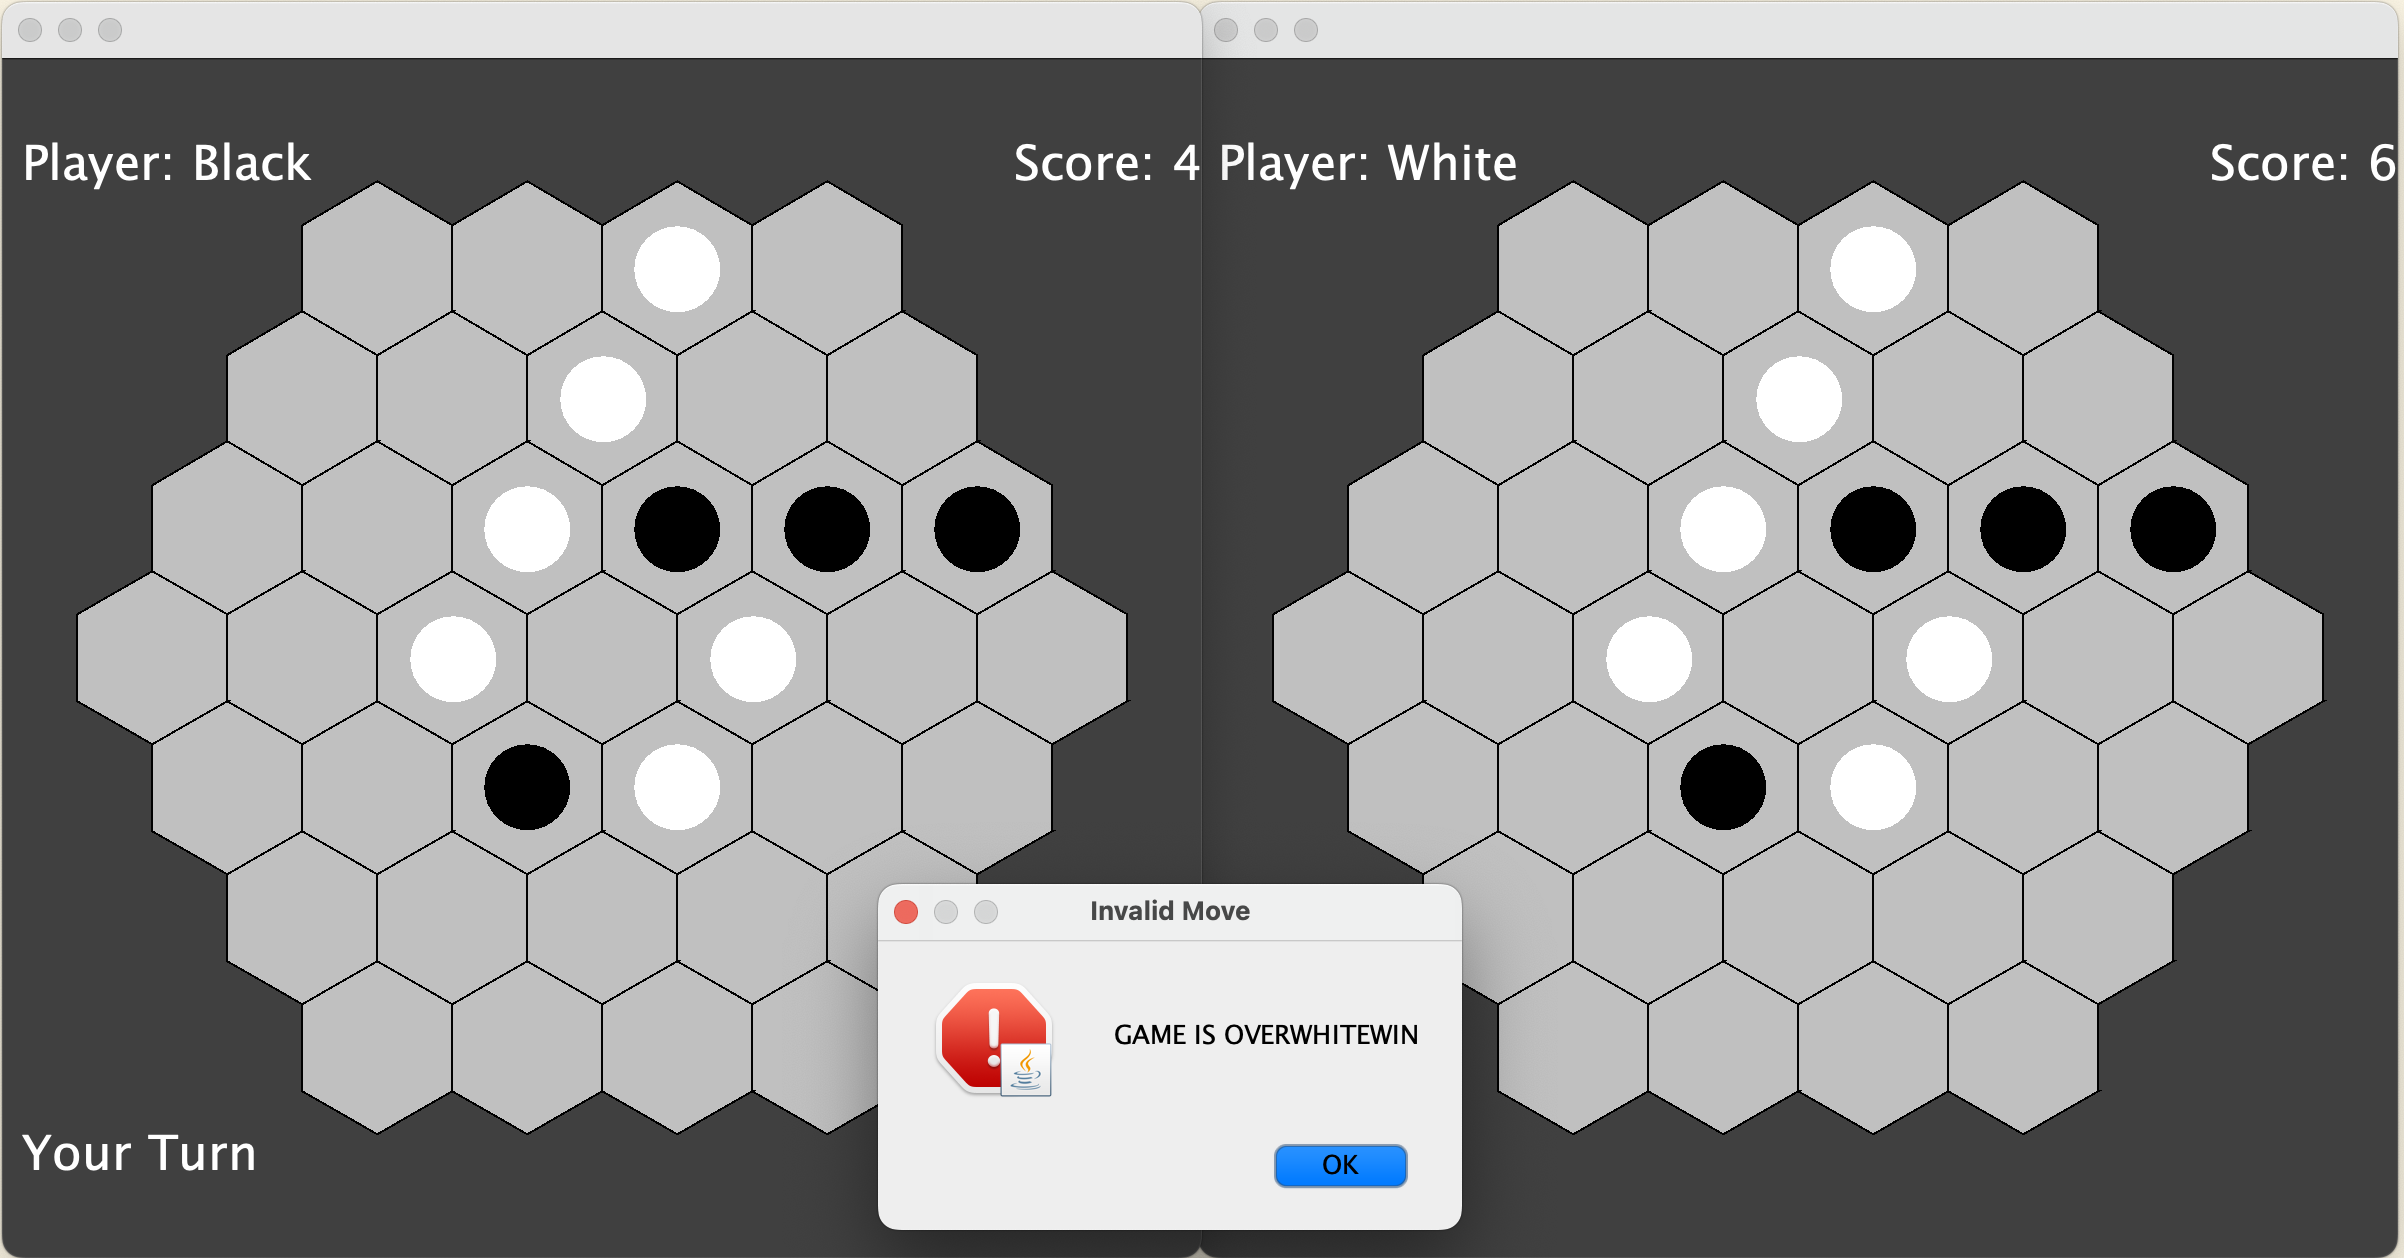 Player: Black
Score: 4
Player: White
Score: 6
Invalid Move
GAME IS OVERWHITEWIN
OK
Your Turn